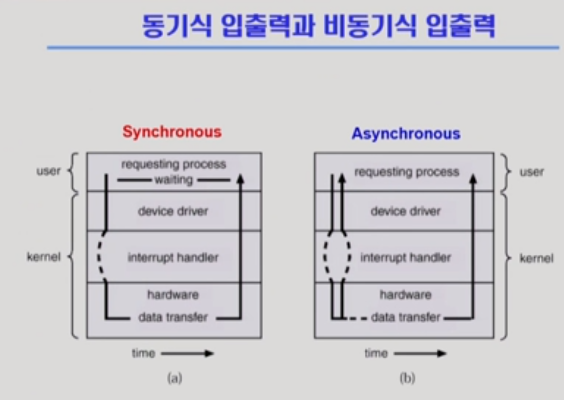 동기식 입출력과 비동기식 입출력
Synchronous
user
requesting process
waiting
device driver
kernel
interrupt handler
hardware
data transfer
time
(a)
Asynchronous
requesting process
user
device driver
interrupt handler
kernel
hardware
data transfer
time
(b)